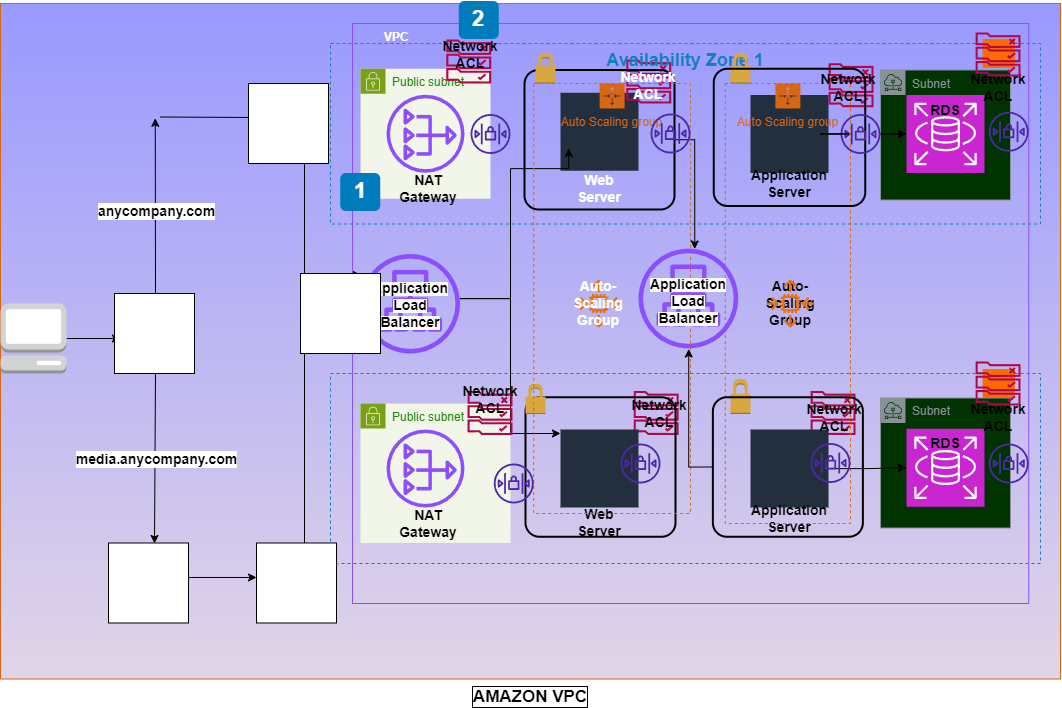 2
VPC
Network
ACL
Availability Zone 1
Public subnet
Network
ACL
Network
ACL
Subnet
Network
ACL
Auto Scaling group
Auto Scaling group
RDS
NAT
Gateway
Web
Server
Application
Server
1
anycompany.com
Application
Load
Balancer
Auto-
Scaling
Group
Application
Load
Balancer
Auto-
Scaling
Group
Network
ACL
Public subnet
Network
ACL
Network
ACL
Subnet
Network
ACL
RDS
media.anycompany.com
NAT
Gateway
Web
Server
Application
Server
AMAZON VPC